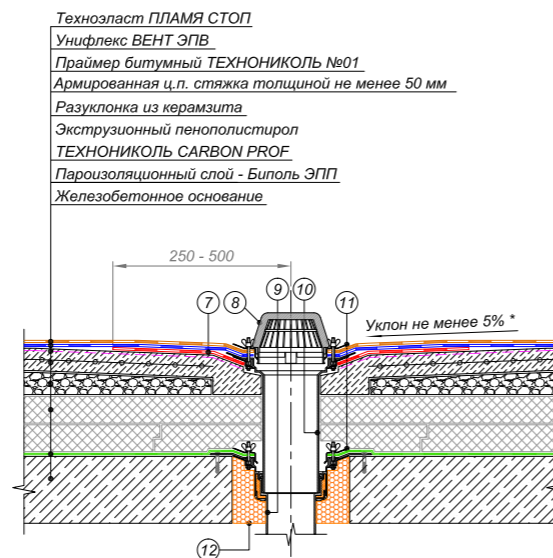 Техноэласт ПЛАМЯ СТОП
Унифлекс ВЕНТ ЭПВ
Праймер битумный ТЕХНОНИКОЛЬ №01
Армированная ц.п. стяжка толщиной не менее 50 мм
Разуклонка из керамзита
Экструзионный пенополистирол
ТЕХНОНИКОЛЬ CARBON PROF
Пароизоляционный слой - Биполь ЭПП
Железобетонное основание
250 - 500
7 8 9 10 11
Уклон не менее 5% *
12